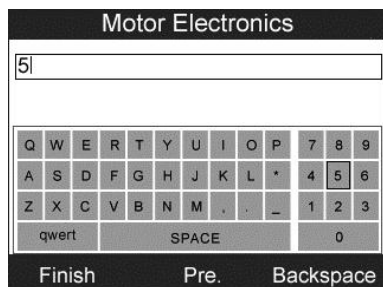 Motor Electronics
5
Q W E R T Y U I O P 7 8 9
A S D F G H J K L * 4 5 6
Z X C V B N M , . _ 1 2 3
qwert SPACE 0
Finish Pre. Backspace